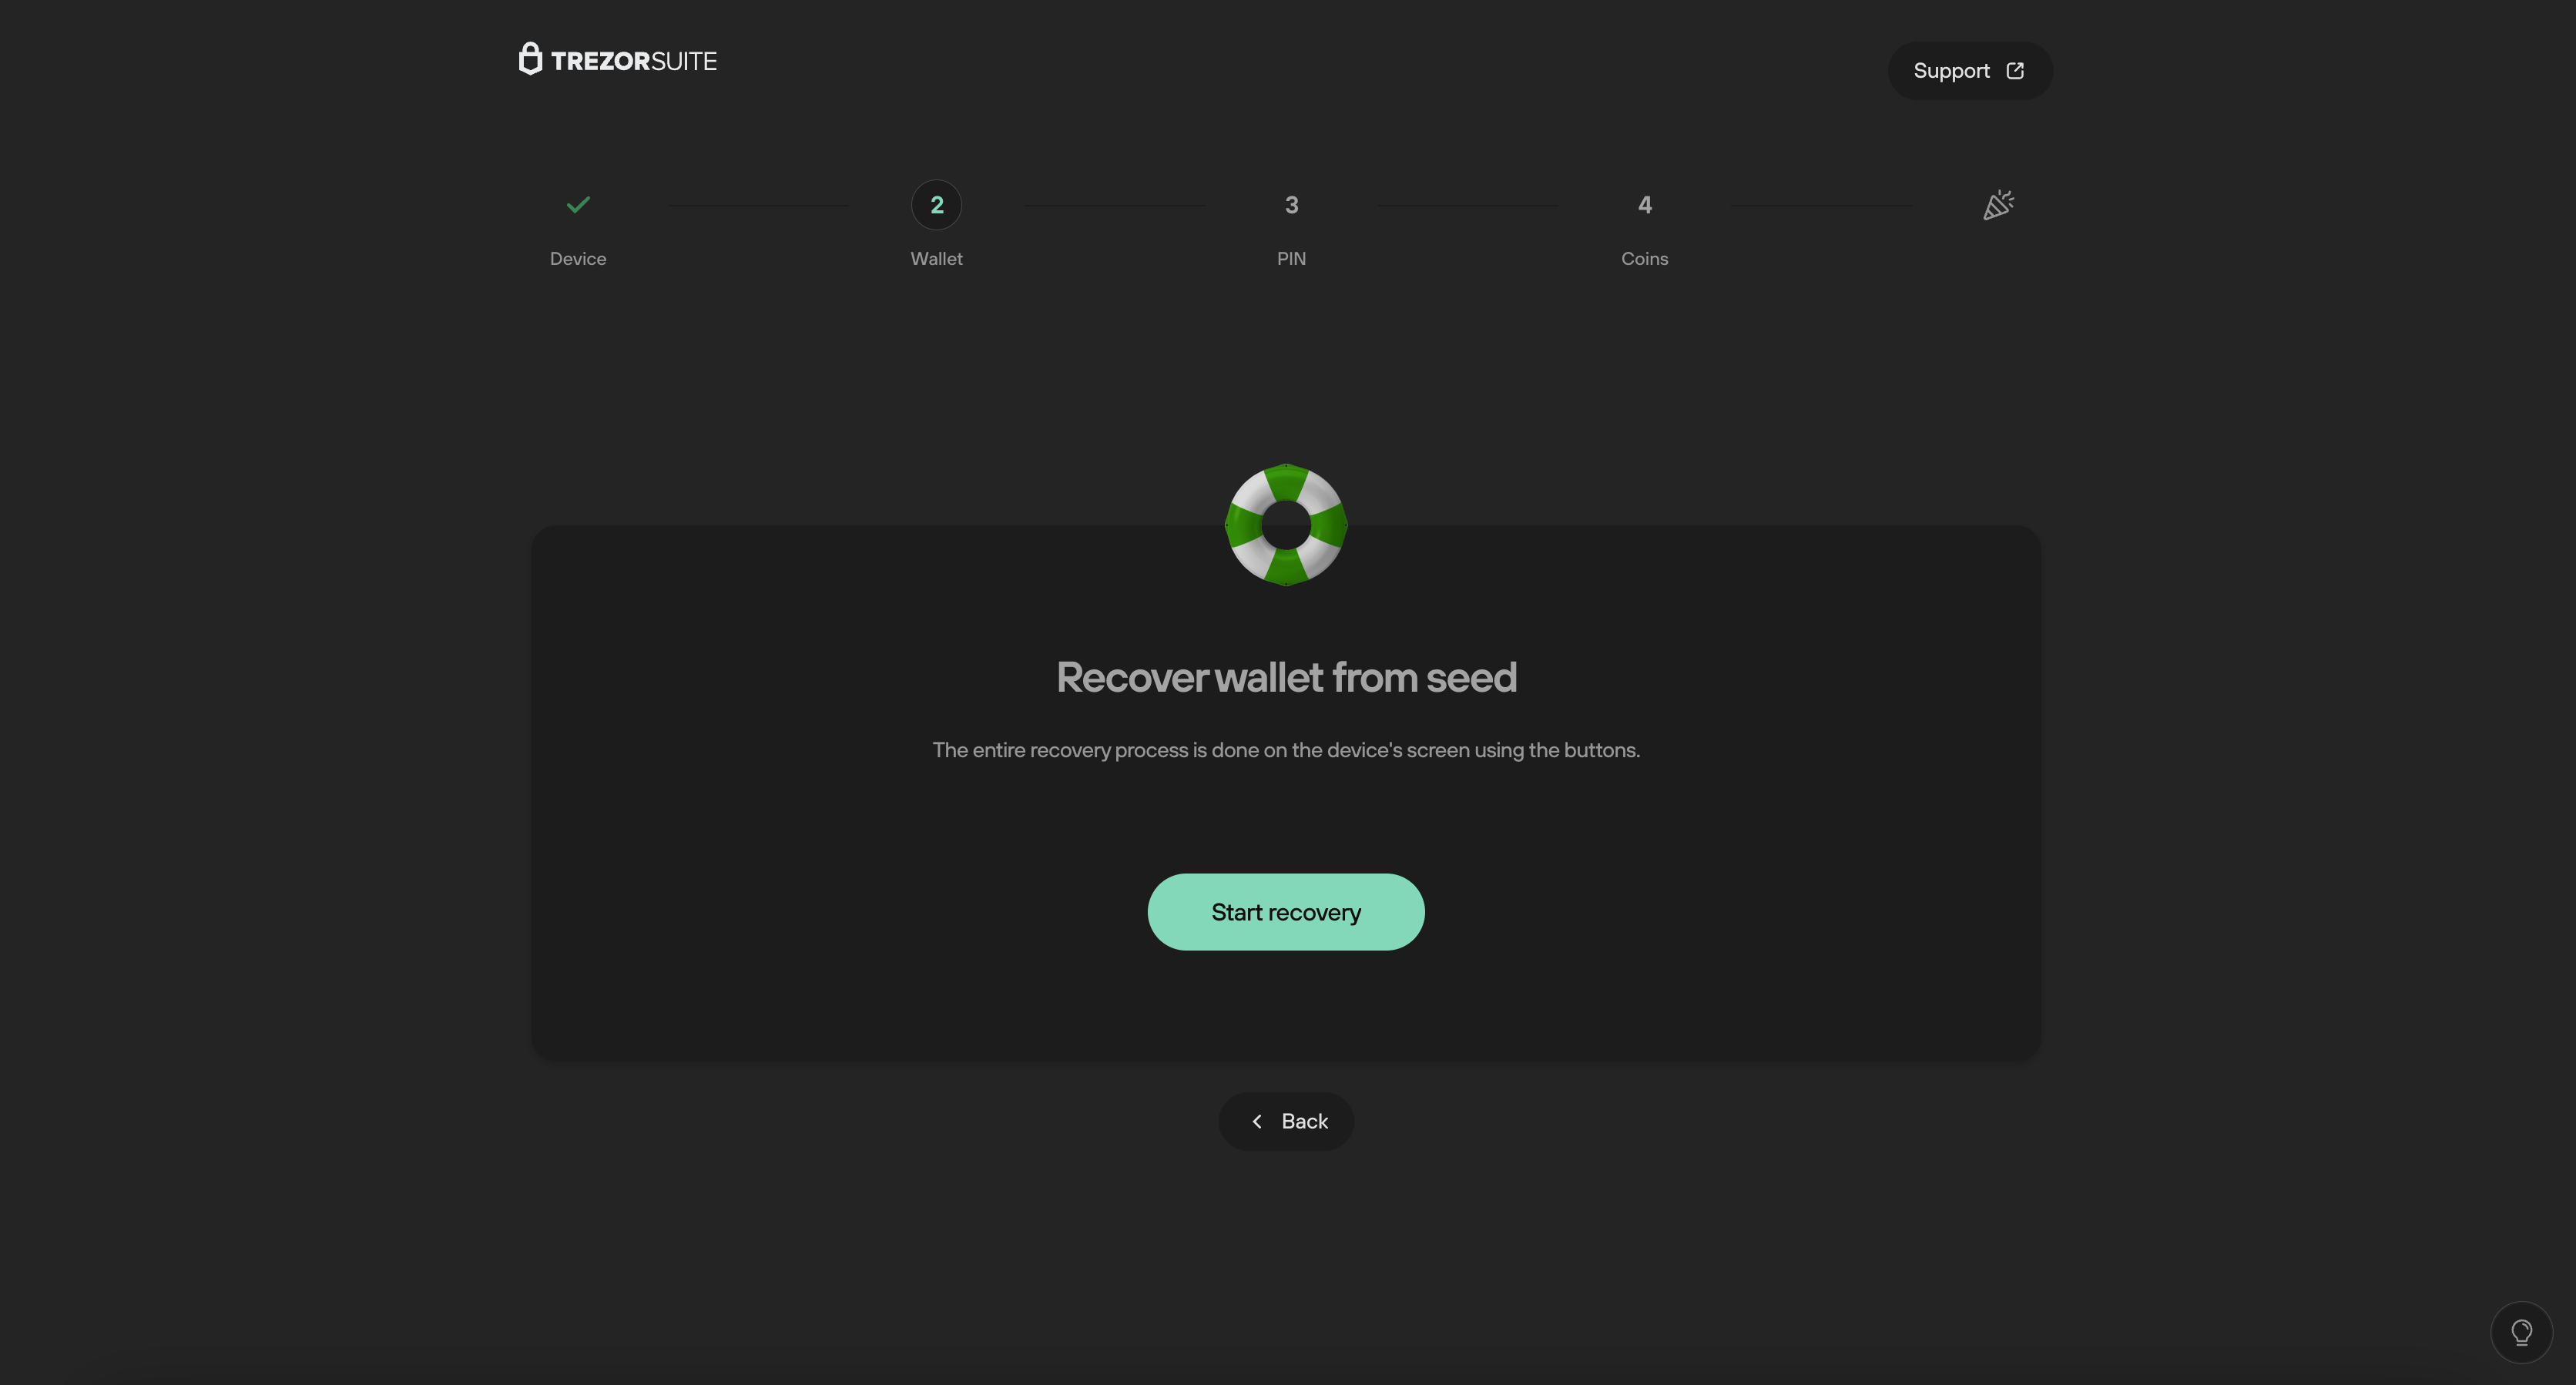 TREZORSUITE
Support
2
3
4
Device
Wallet
PIN
Coins
Recover wallet from seed
The entire recovery process is done on the device's screen using the buttons.
Start recovery
Back